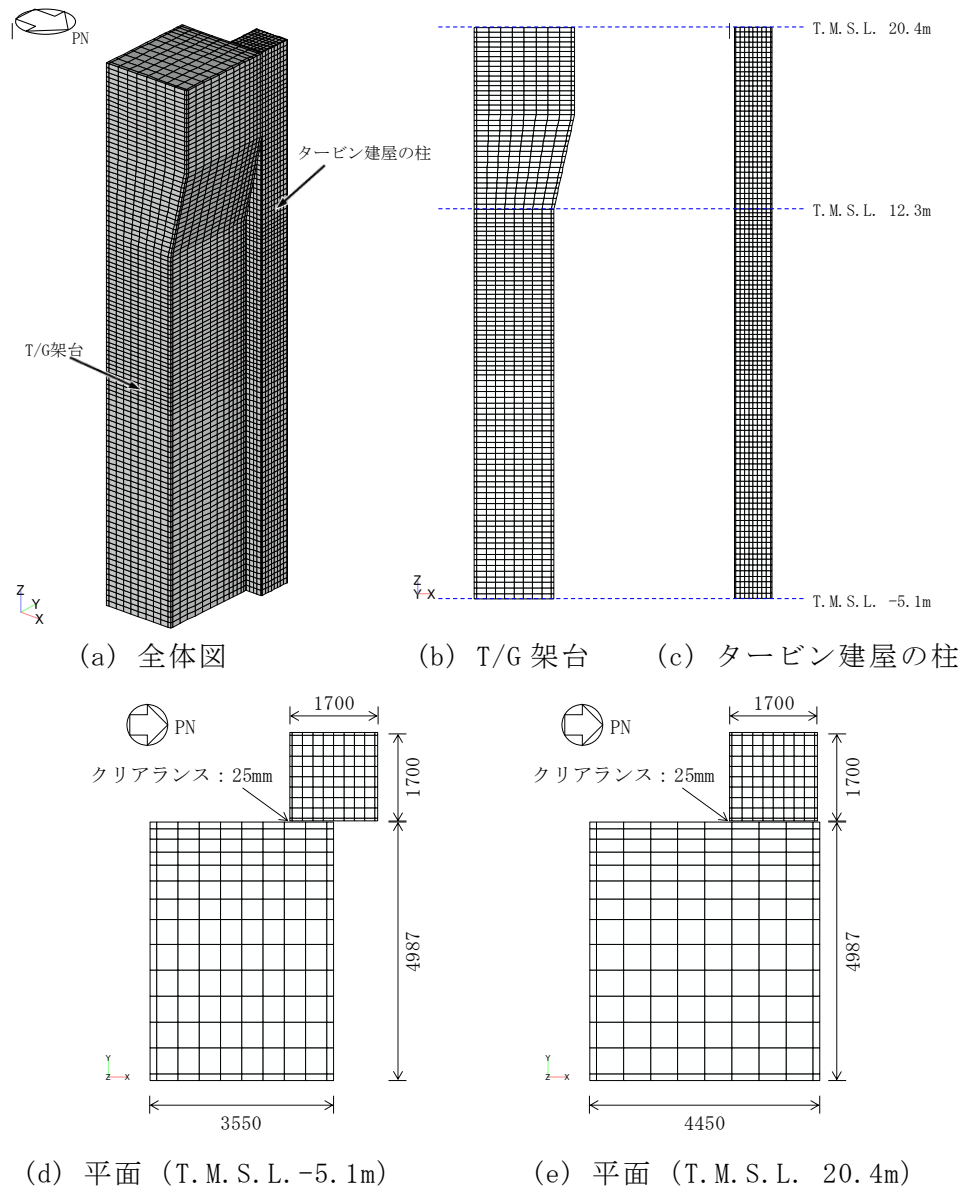 PN
タービン建屋の柱
T/G架台
Z
Y
X
(a) 全体図
T.M.S.L. 20.4m
T.M.S.L. 12.3m
T.M.S.L. -5.1m
Z
Y X
(b) T/G 架台
(c) タービン建屋の柱
PN
1700
1700
クリアランス：25mm
4987
Y
Z X
3550
(d) 平面 (T.M.S.L.-5.1m)
PN
1700
1700
クリアランス：25mm
4987
Y
Z X
4450
(e) 平面 (T.M.S.L. 20.4m)